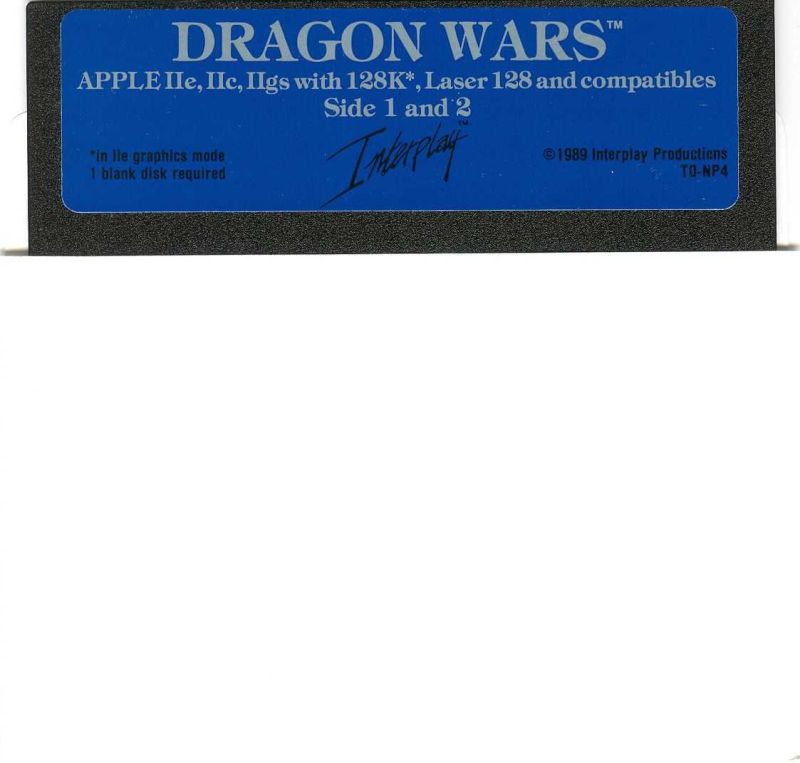 DRAGON WARS™
APPLE IIe, IIc, IIgs with 128K*, Laser 128 and compatibles
Side 1 and 2
Interplay™
*in IIe graphics mode
1 blank disk required
©1989 Interplay Productions
TO-NP4